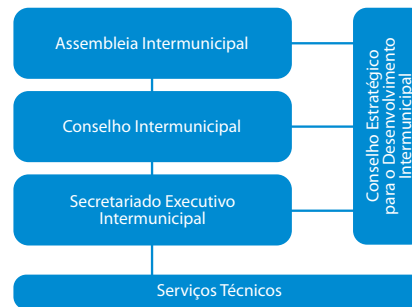 Assembleia Intermunicipal
Conselho Intermunicipal
Secretariado Executivo
Intermunicipal
Conselho Estratégico
para o Desenvolvimento
Intermunicipal
Serviços Técnicos